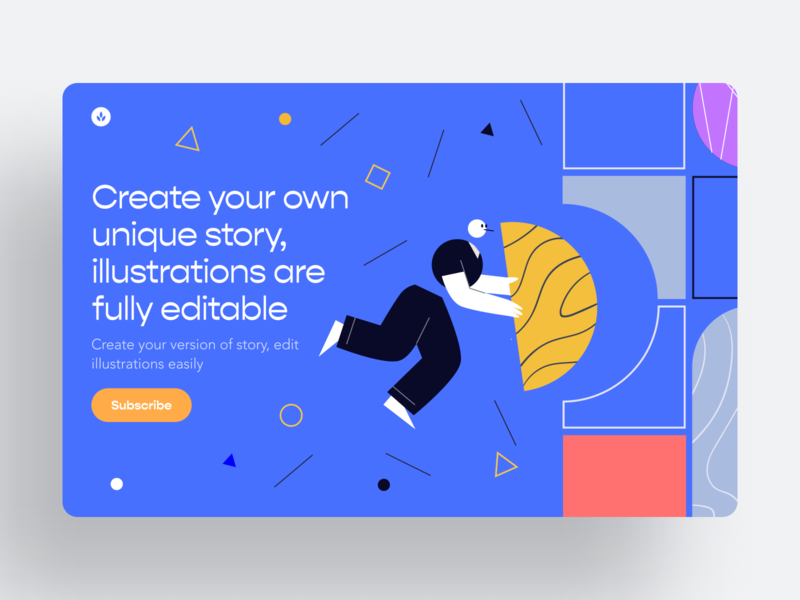 Create your own
unique story,
illustrations are
fully editable
Create your version of story, edit
illustrations easily
Subscribe